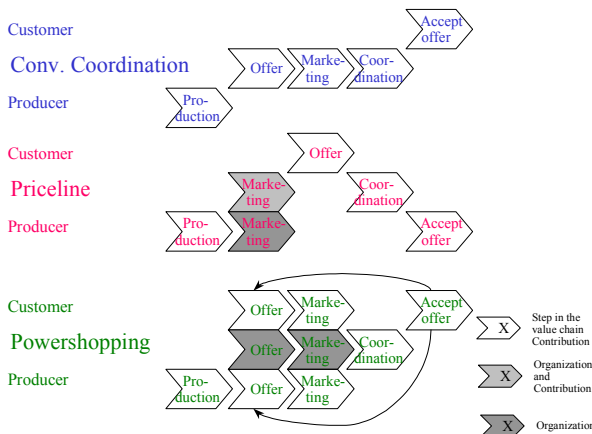 Customer
Accept
offer
Conv. Coordination
Offer
Marke-
ting
Coor-
dination
Producer
Pro-
duction
Customer
Offer
Priceline
Marke-
ting
Coor-
dination
Producer
Pro-
duction
Marke-
ting
Accept
offer
Customer
Offer
Marke-
ting
Accept
offer
Powershopping
Offer
Marke-
ting
Coor-
dination
Producer
Pro-
duction
Offer
Marke-
ting
X
Step in the
value chain
Contribution
X
Organization
and
Contribution
X
Organization